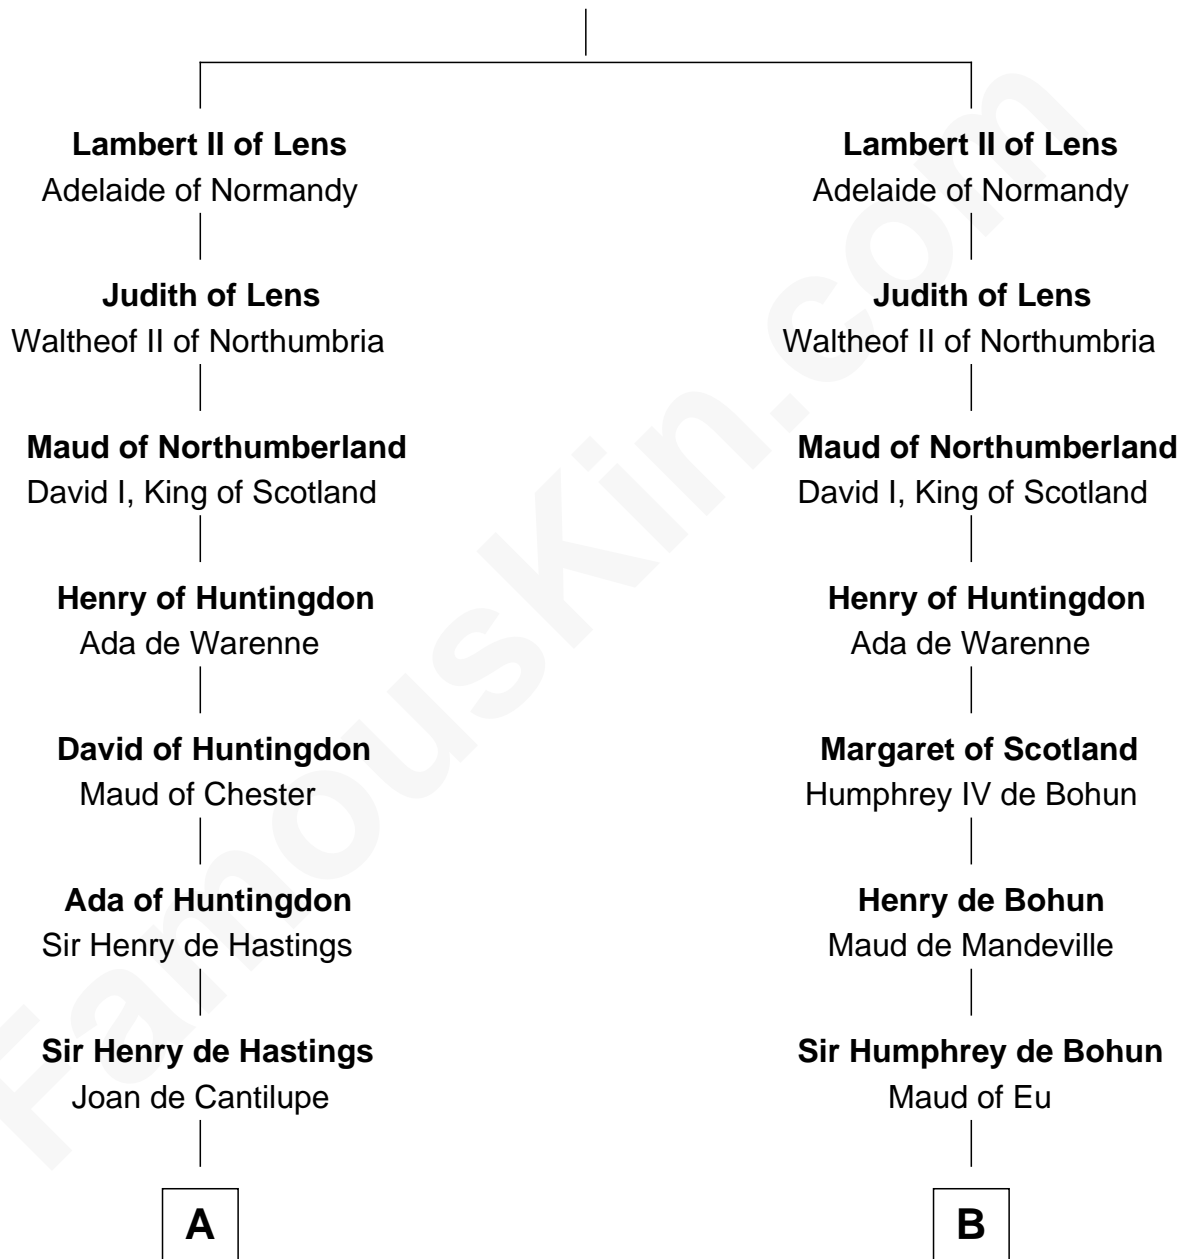 Lambert II of Lens
Adelaide of Normandy
Judith of Lens
Waltheof II of Northumbria
Maud of Northumberland
David I, King of Scotland
Henry of Huntingdon
Ada de Warenne
David of Huntingdon
Maud of Chester
Ada of Huntingdon
Sir Henry de Hastings
Sir Henry de Hastings
Joan de Cantilupe
A
Lambert II of Lens
Adelaide of Normandy
Judith of Lens
Waltheof II of Northumbria
Maud of Northumberland
David I, King of Scotland
Henry of Huntingdon
Ada de Warenne
Margaret of Scotland
Humphrey IV de Bohun
Henry de Bohun
Maud de Mandeville
Sir Humphrey de Bohun
Maud of Eu
B
FamousKin.com